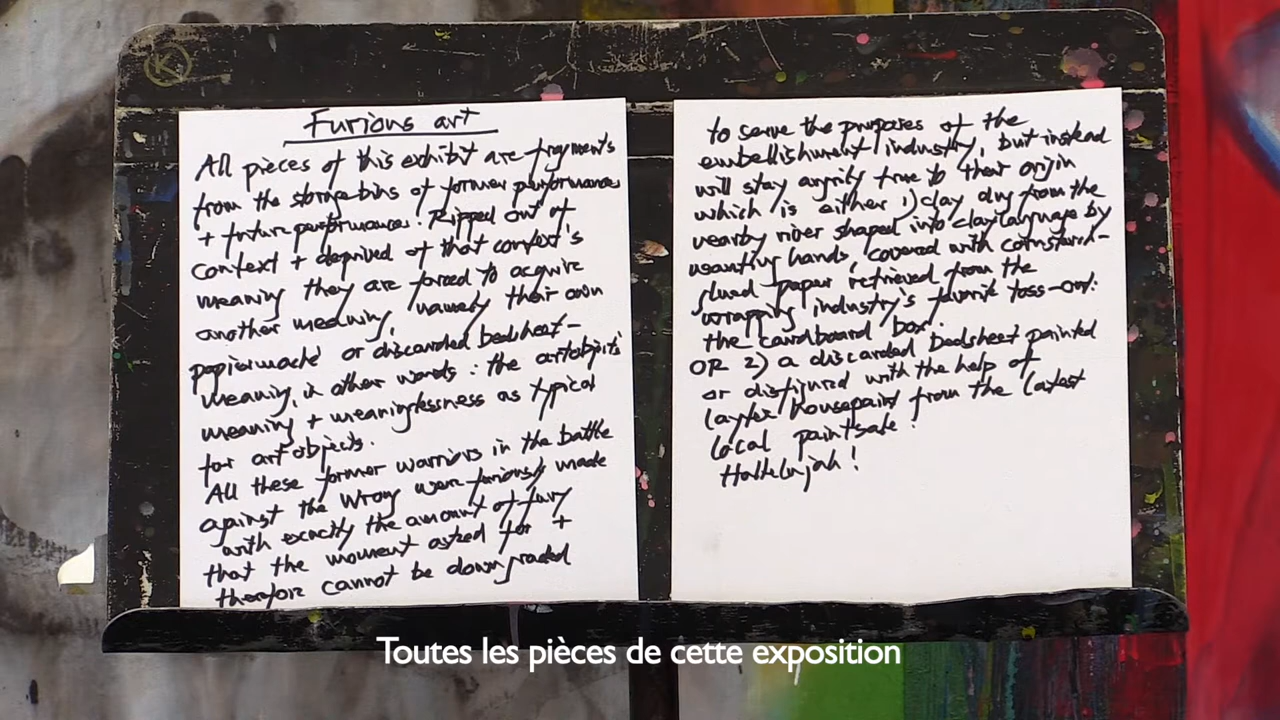 K
Furious art
All pieces of this exhibit are fragments
from the storage bins of former performances
+ future performances! Ripped out of
context + deprived of that context's
meaning they are forced to acquire
another meaning, namely their own
papiermaché or discarded bedsheet-
meaning, in other words: the artobjects'
meaning + meaninglessness as typical
for artobjects.
All these former warriors in the battle
against the Wrong were furiously made
with exactly the amount of fury
that the moment asked for +
therefore cannot be downgraded
to serve the purposes of the
embellishment industry, but instead
will stay angrily true to their origin
which is either 1) clay dug from the
nearby river shaped into claylanguage by
wanting hands, covered with cornstarch-
glued paper retrieved from the
wrapping industry's favorite toss-out:
the cardboard box.
OR 2) a discarded bedsheet painted
or disfigured with the help of
laytex housepaint from the latest
local paintsale!
Hallelujah!
Toutes les pièces de cette exposition